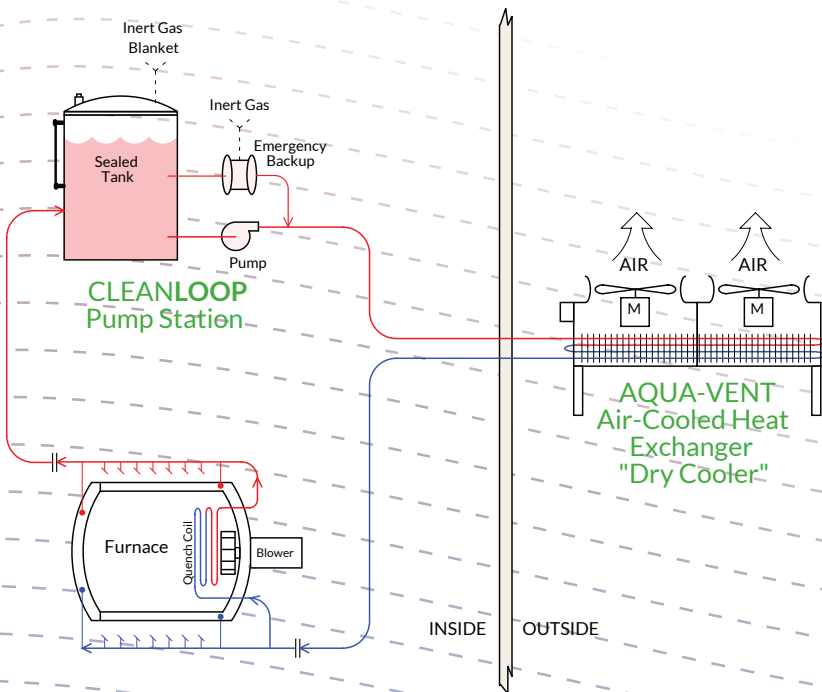 Inert Gas
Blanket
Inert Gas
Emergency
Backup
Sealed
Tank
Pump
CLEANLOOP
Pump Station
AIR
AIR
M
M
AQUA-VENT
Air-Cooled Heat
Exchanger
"Dry Cooler"
Furnace
Quench Coil
Blower
INSIDE
OUTSIDE